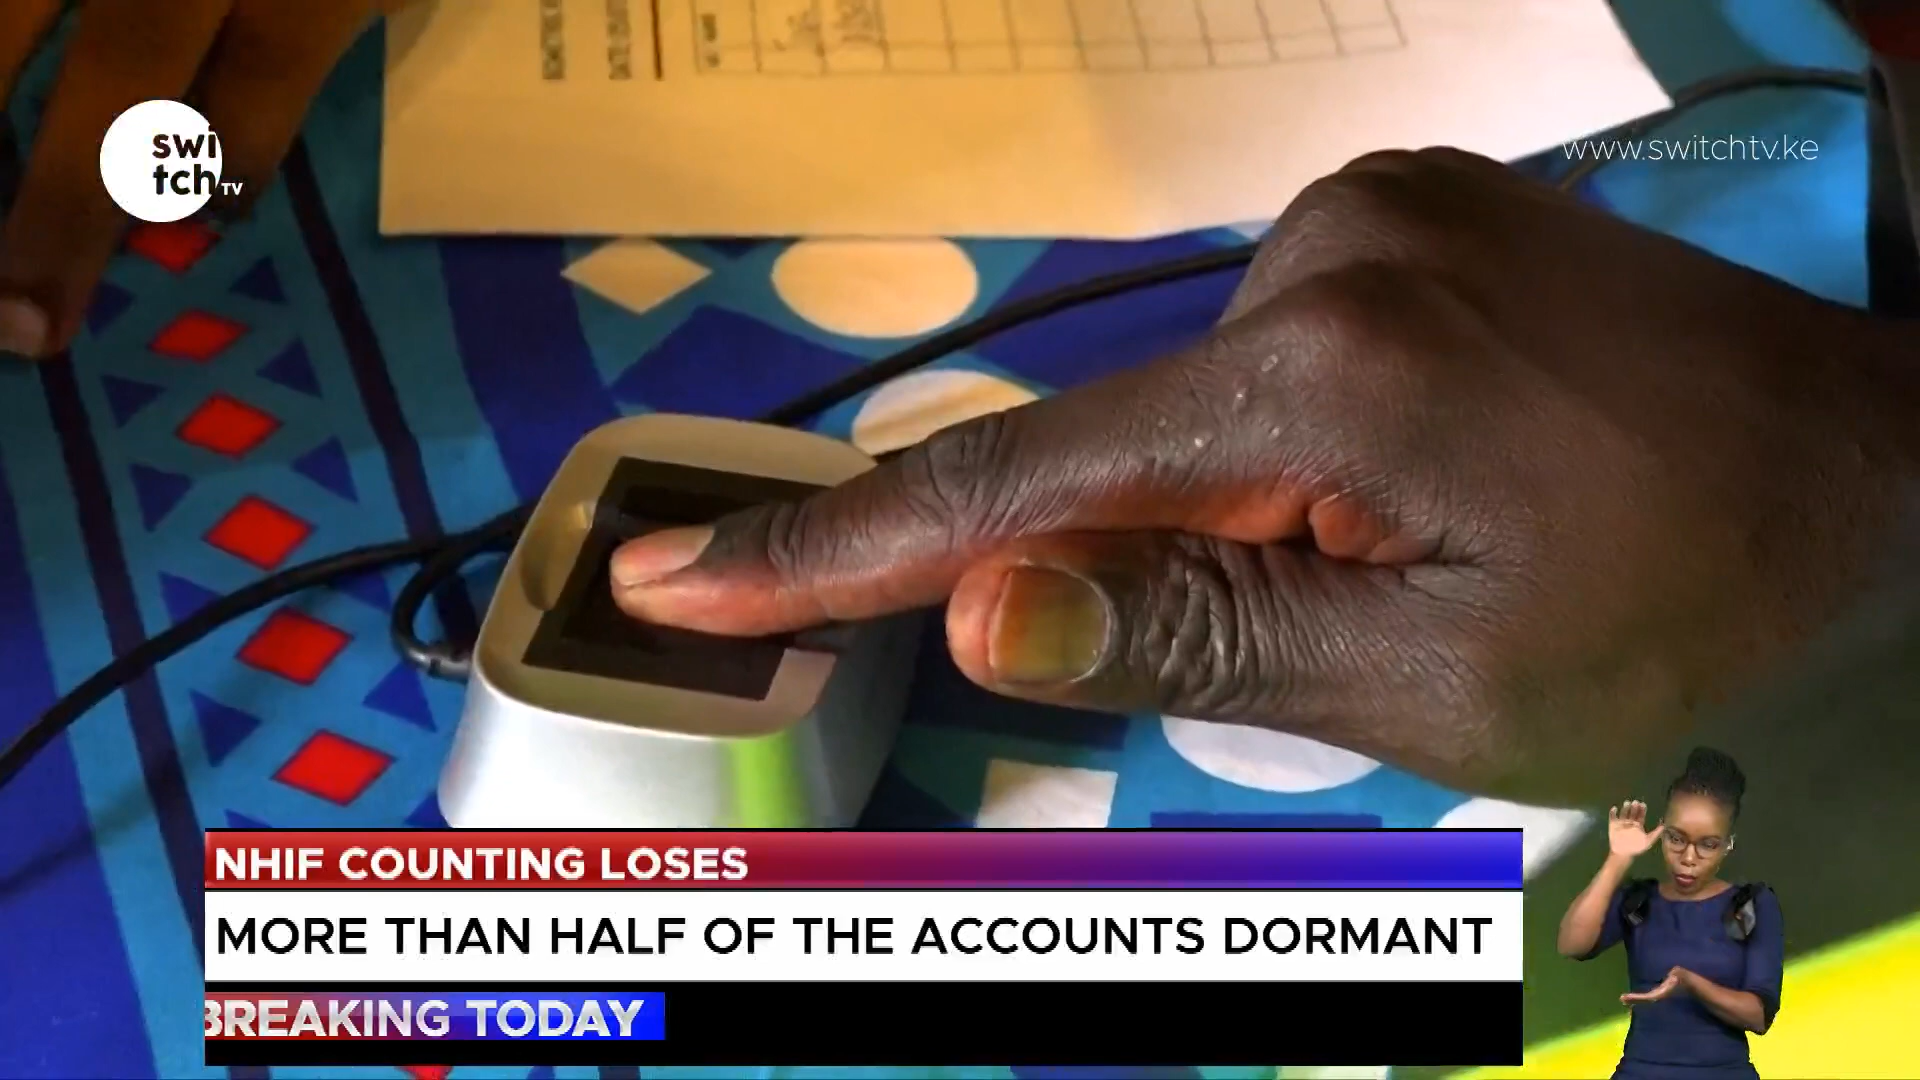 swi
tch TV
www.switchtv.ke
NHIF COUNTING LOSES
MORE THAN HALF OF THE ACCOUNTS DORMANT
BREAKING TODAY